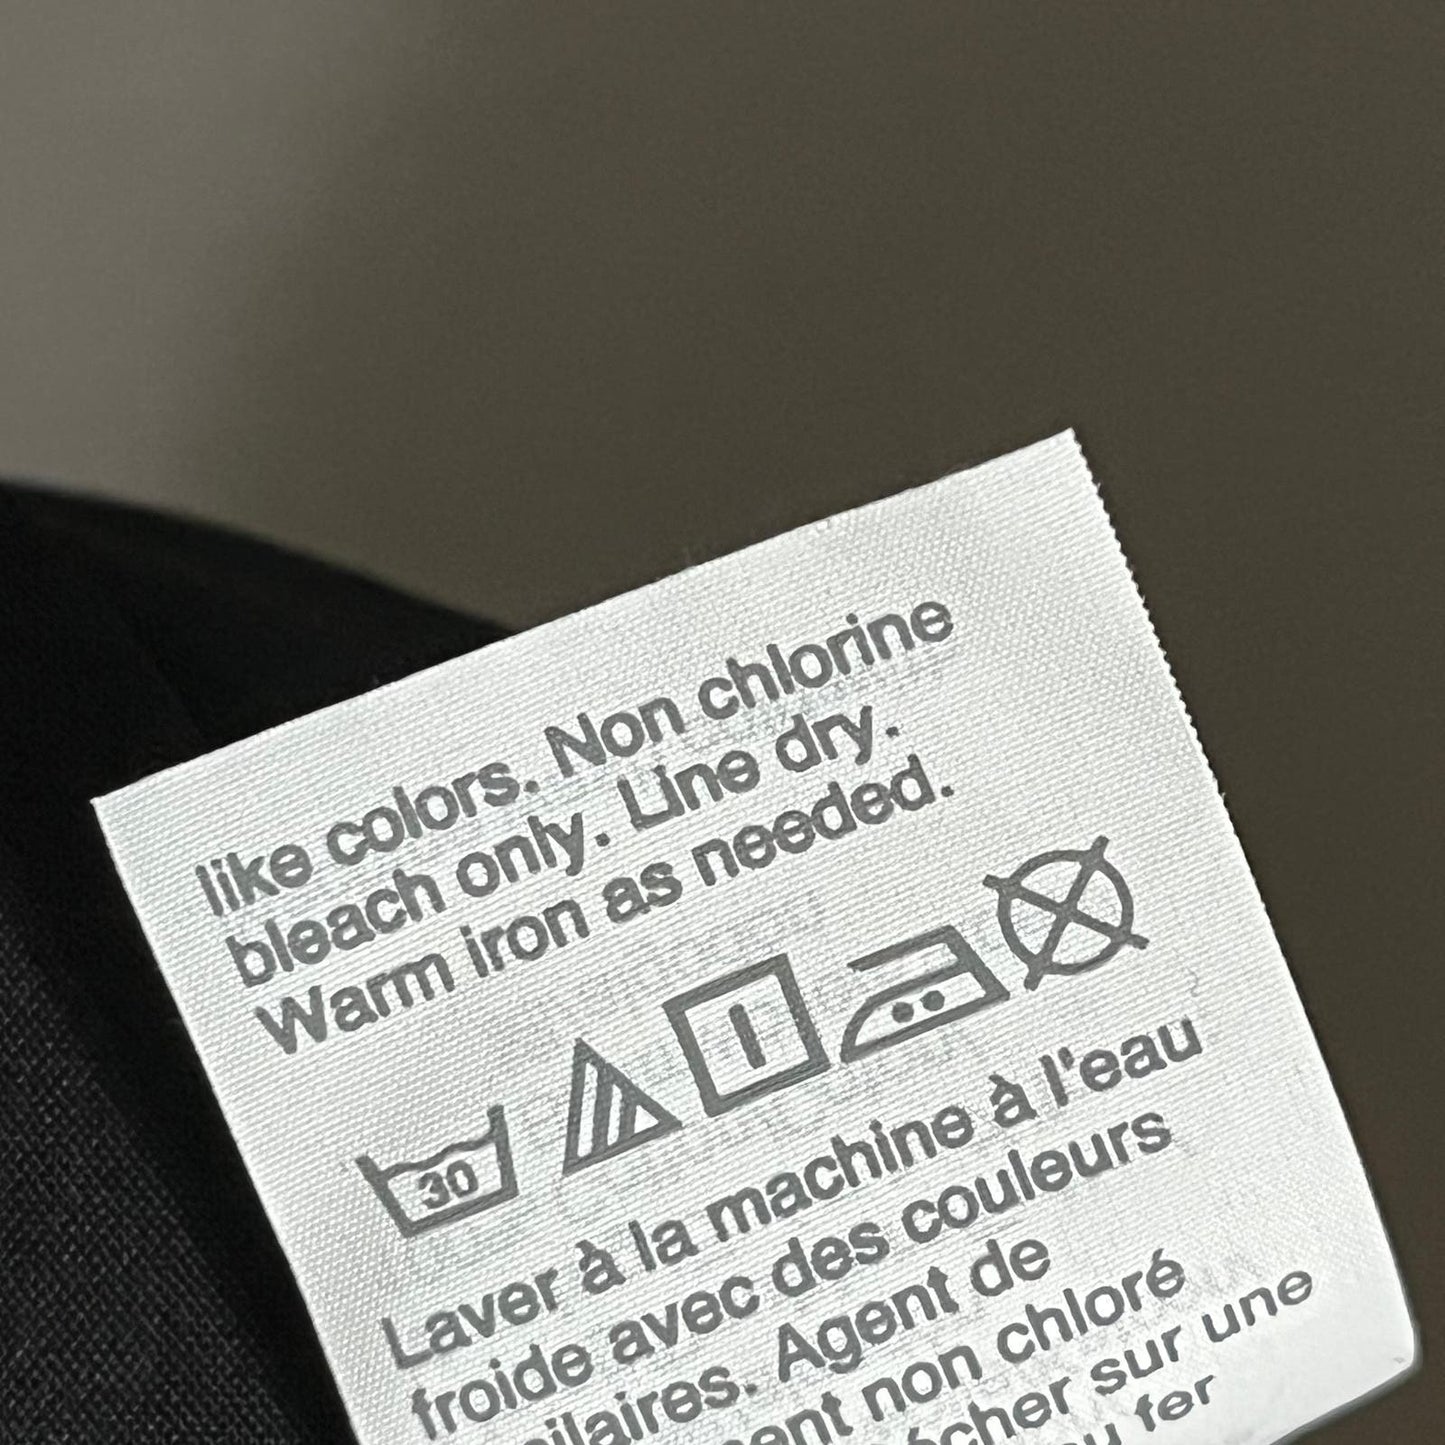 like colors. Non chlorine
bleach only. Line dry.
Warm iron as needed.
30
Laver à la machine à l'eau
froide avec des couleurs
Agent de
non chloré
sur une
fer